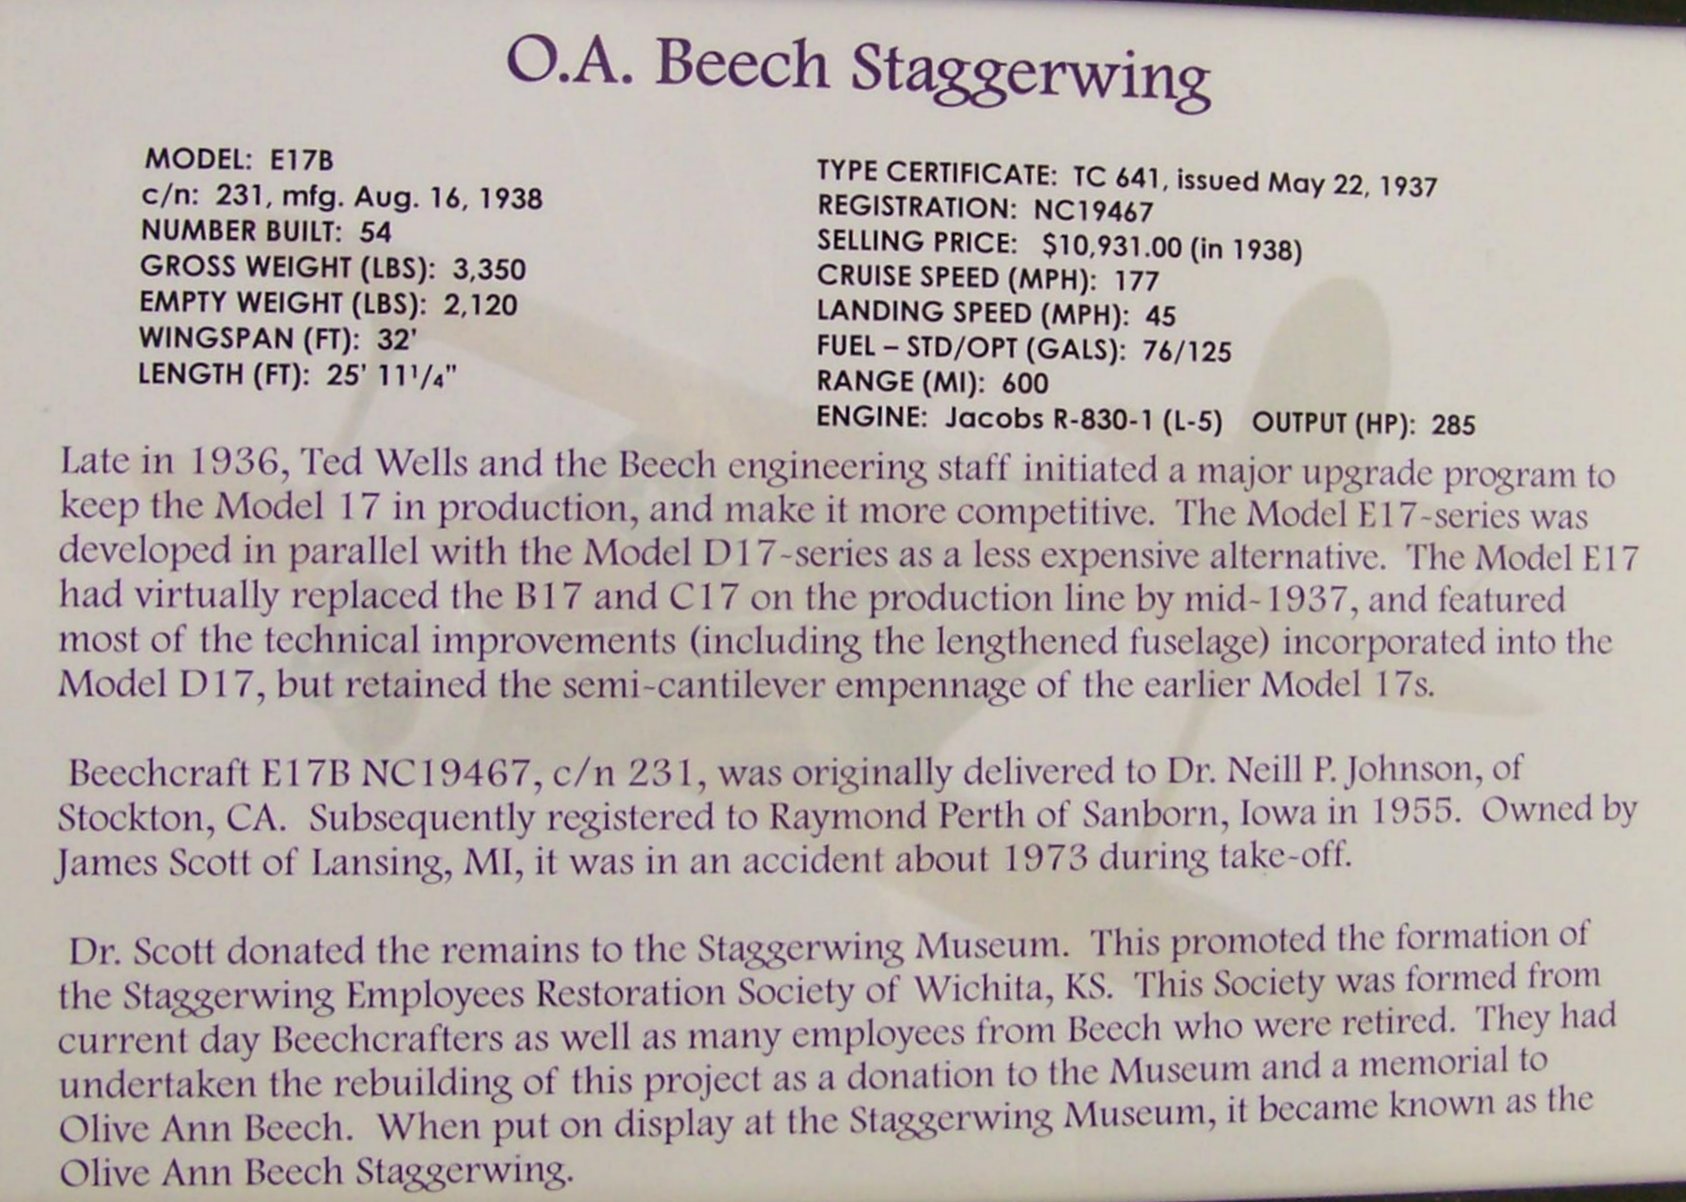 O.A. Beech Staggerwing
MODEL: E17B
c/n: 231, mfg. Aug. 16, 1938
NUMBER BUILT: 54
GROSS WEIGHT (LBS): 3,350
EMPTY WEIGHT (LBS): 2,120
WINGSPAN (FT): 32'
LENGTH (FT): 25' 11¹/4"
TYPE CERTIFICATE: TC 641, issued May 22, 1937
REGISTRATION: NC19467
SELLING PRICE: $10,931.00 (in 1938)
CRUISE SPEED (MPH): 177
LANDING SPEED (MPH): 45
FUEL – STD/OPT (GALS): 76/125
RANGE (MI): 600
ENGINE: Jacobs R-830-1 (L-5) OUTPUT (HP): 285
Late in 1936, Ted Wells and the Beech engineering staff initiated a major upgrade program to
keep the Model 17 in production, and make it more competitive. The Model E17-series was
developed in parallel with the Model D17-series as a less expensive alternative. The Model E17
had virtually replaced the B17 and C17 on the production line by mid-1937, and featured
most of the technical improvements (including the lengthened fuselage) incorporated into the
Model D17, but retained the semi-cantilever empennage of the earlier Model 17s.
Beechcraft E17B NC19467, c/n 231, was originally delivered to Dr. Neill P. Johnson, of
Stockton, CA. Subsequently registered to Raymond Perth of Sanborn, Iowa in 1955. Owned by
James Scott of Lansing, MI, it was in an accident about 1973 during take-off.
Dr. Scott donated the remains to the Staggerwing Museum. This promoted the formation of
the Staggerwing Employees Restoration Society of Wichita, KS. This Society was formed from
current day Beechcrafters as well as many employees from Beech who were retired. They had
undertaken the rebuilding of this project as a donation to the Museum and a memorial to
Olive Ann Beech. When put on display at the Staggerwing Museum, it became known as the
Olive Ann Beech Staggerwing.